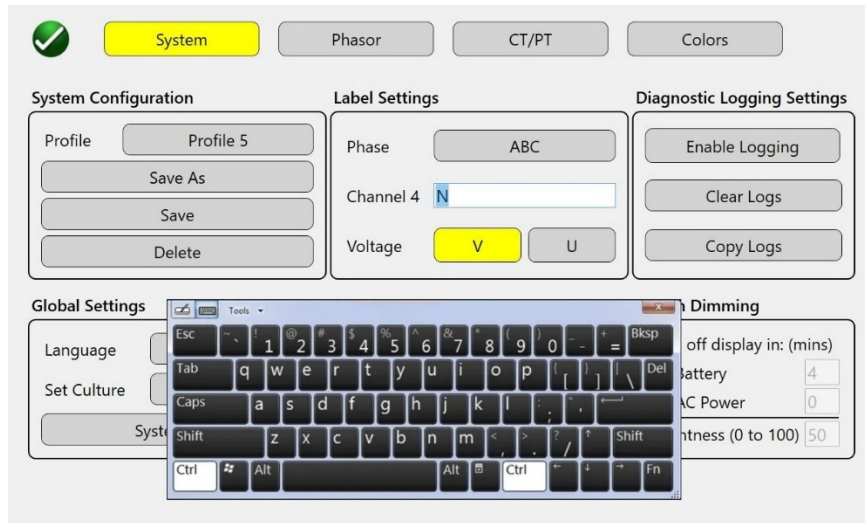 System Phasor CT/PT Colors
System Configuration Label Settings Diagnostic Logging Settings
Profile Profile 5 Phase ABC Enable Logging
Save As
Channel 4 N Clear Logs
Save
Voltage V U Copy Logs
Delete
Global Settings Dimming
Tools
Language off display in: (mins)
Esc ~ ` ! 1 @ 2 # 3 $ 4 % 5 ^ 6 & 7 * 8 ( 9 ) 0 _ - + = Bksp
Tab q w e r t y u i o p { [ } ] | \ Del
Battery 4
Set Culture
Caps a s d f g h j k l : ; " ,
AC Power 0
Shift z x c v b n m < , > . ? / ↑ Shift
(0 to 100) 50
Ctrl Alt Alt Ctrl ← ↓ → Fn